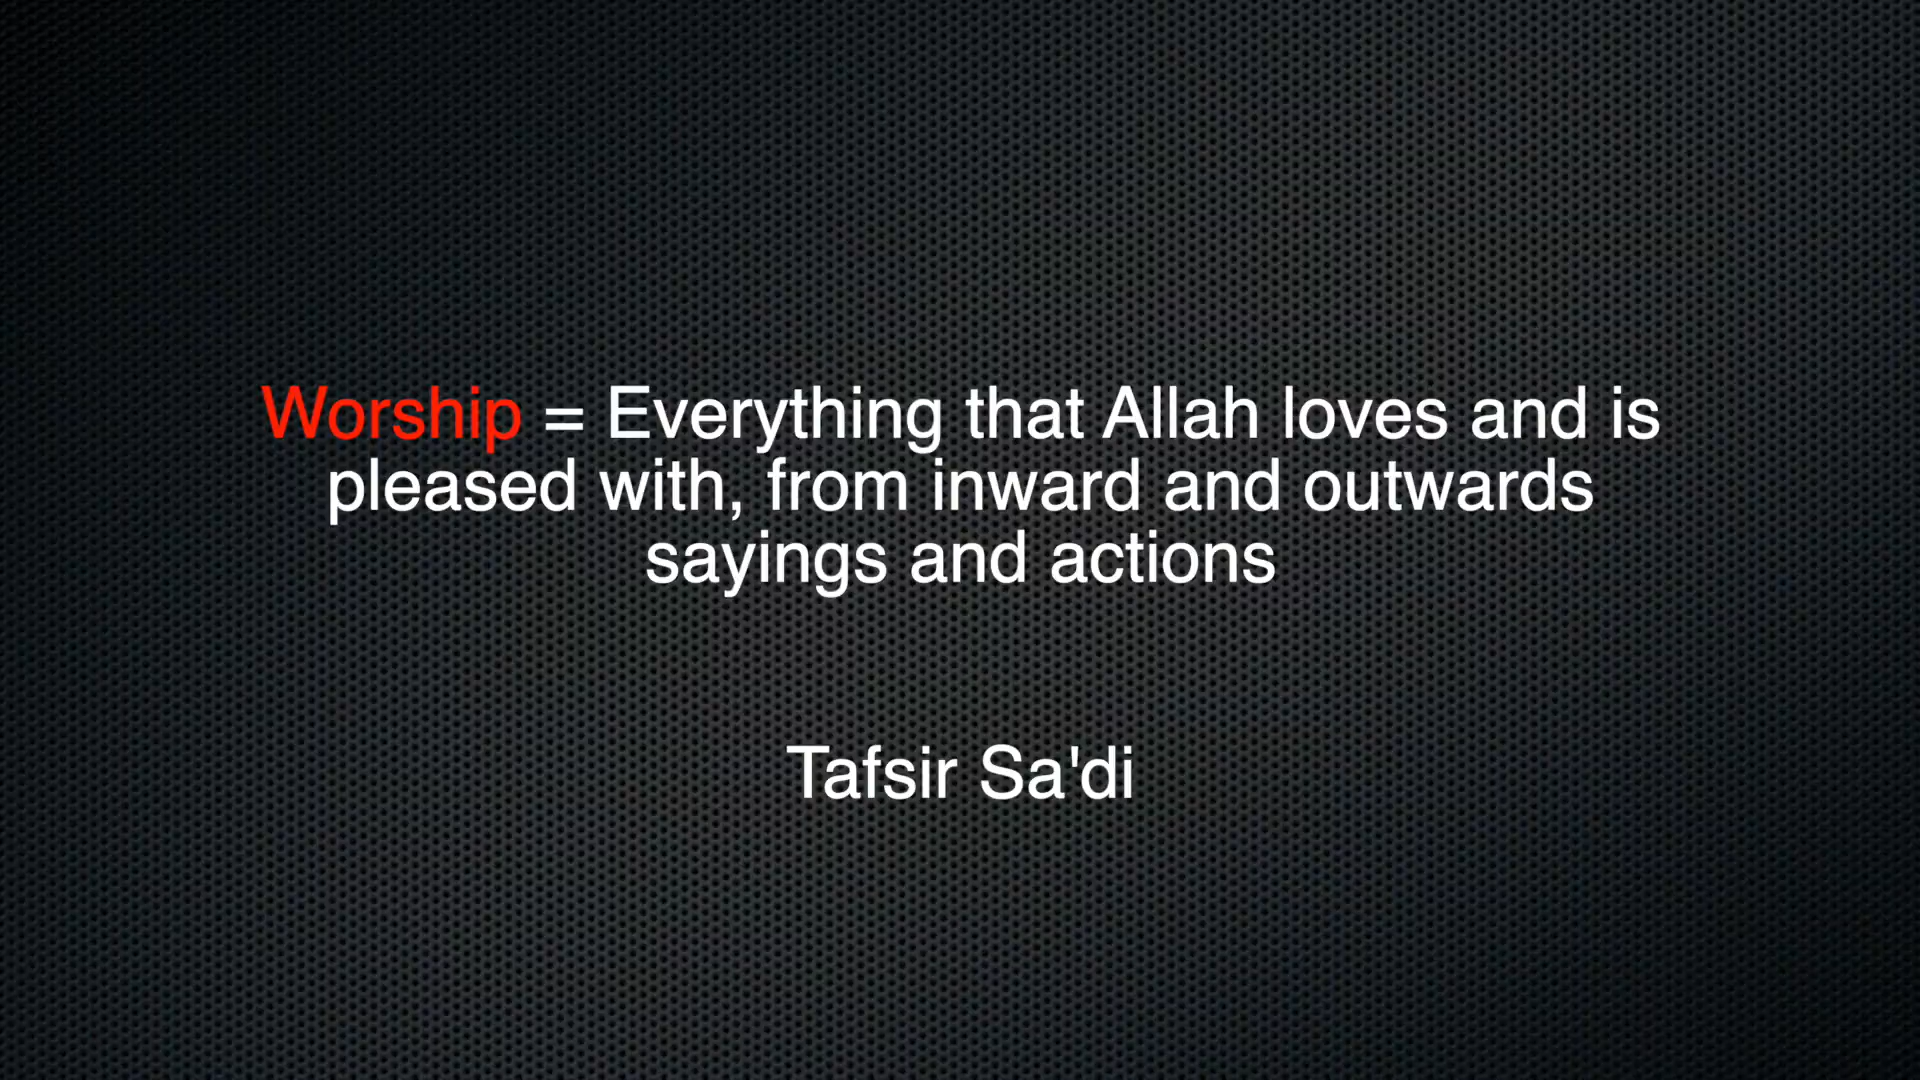 Worship = Everything that Allah loves and is
pleased with, from inward and outwards
sayings and actions
Tafsir Sa'di